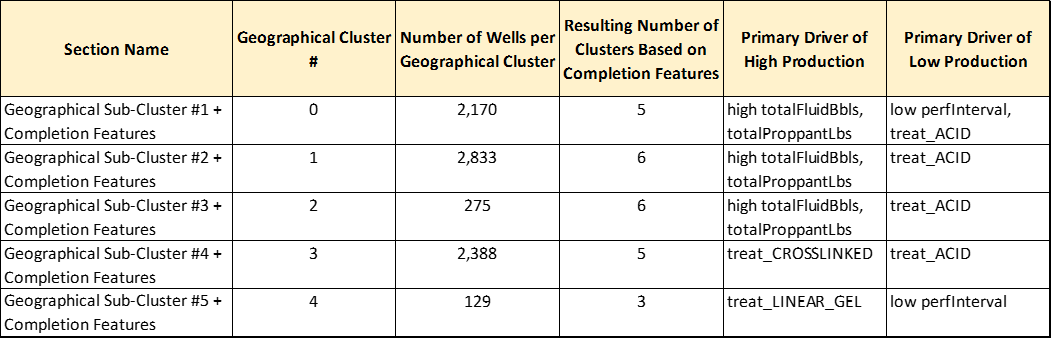 Section Name
Geographical Cluster
#
Number of Wells per
Geographical Cluster
Resulting Number of
Clusters Based on
Completion Features
Primary Driver of
High Production
Primary Driver of
Low Production
Geographical Sub-Cluster #1 +
Completion Features
0
2,170
5
high totalFluidBbls,
totalProppantLbs
low perfInterval,
treat_ACID
Geographical Sub-Cluster #2 +
Completion Features
1
2,833
6
high totalFluidBbls,
totalProppantLbs
treat_ACID
Geographical Sub-Cluster #3 +
Completion Features
2
275
6
high totalFluidBbls,
totalProppantLbs
treat_ACID
Geographical Sub-Cluster #4 +
Completion Features
3
2,388
5
treat_CROSSLINKED
treat_ACID
Geographical Sub-Cluster #5 +
Completion Features
4
129
3
treat_LINEAR_GEL
low perfInterval